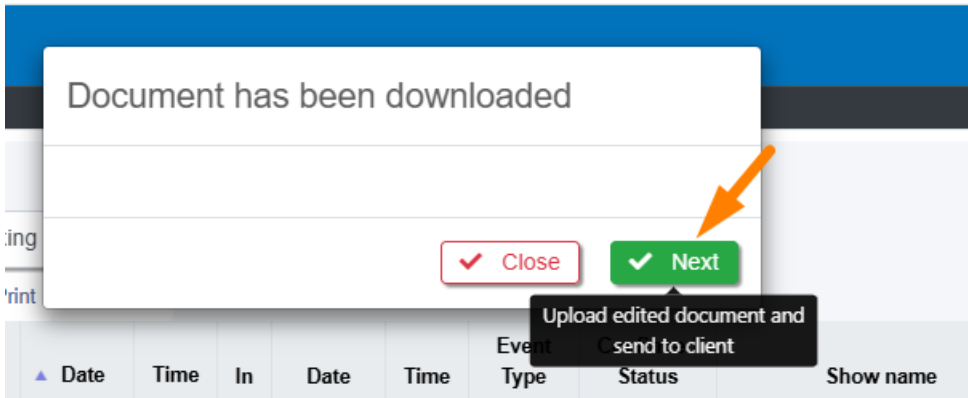 Document has been downloaded
Close
Next
Upload edited document and
send to client
Date
Time
In
Date
Time
Event
Type
Status
Show name